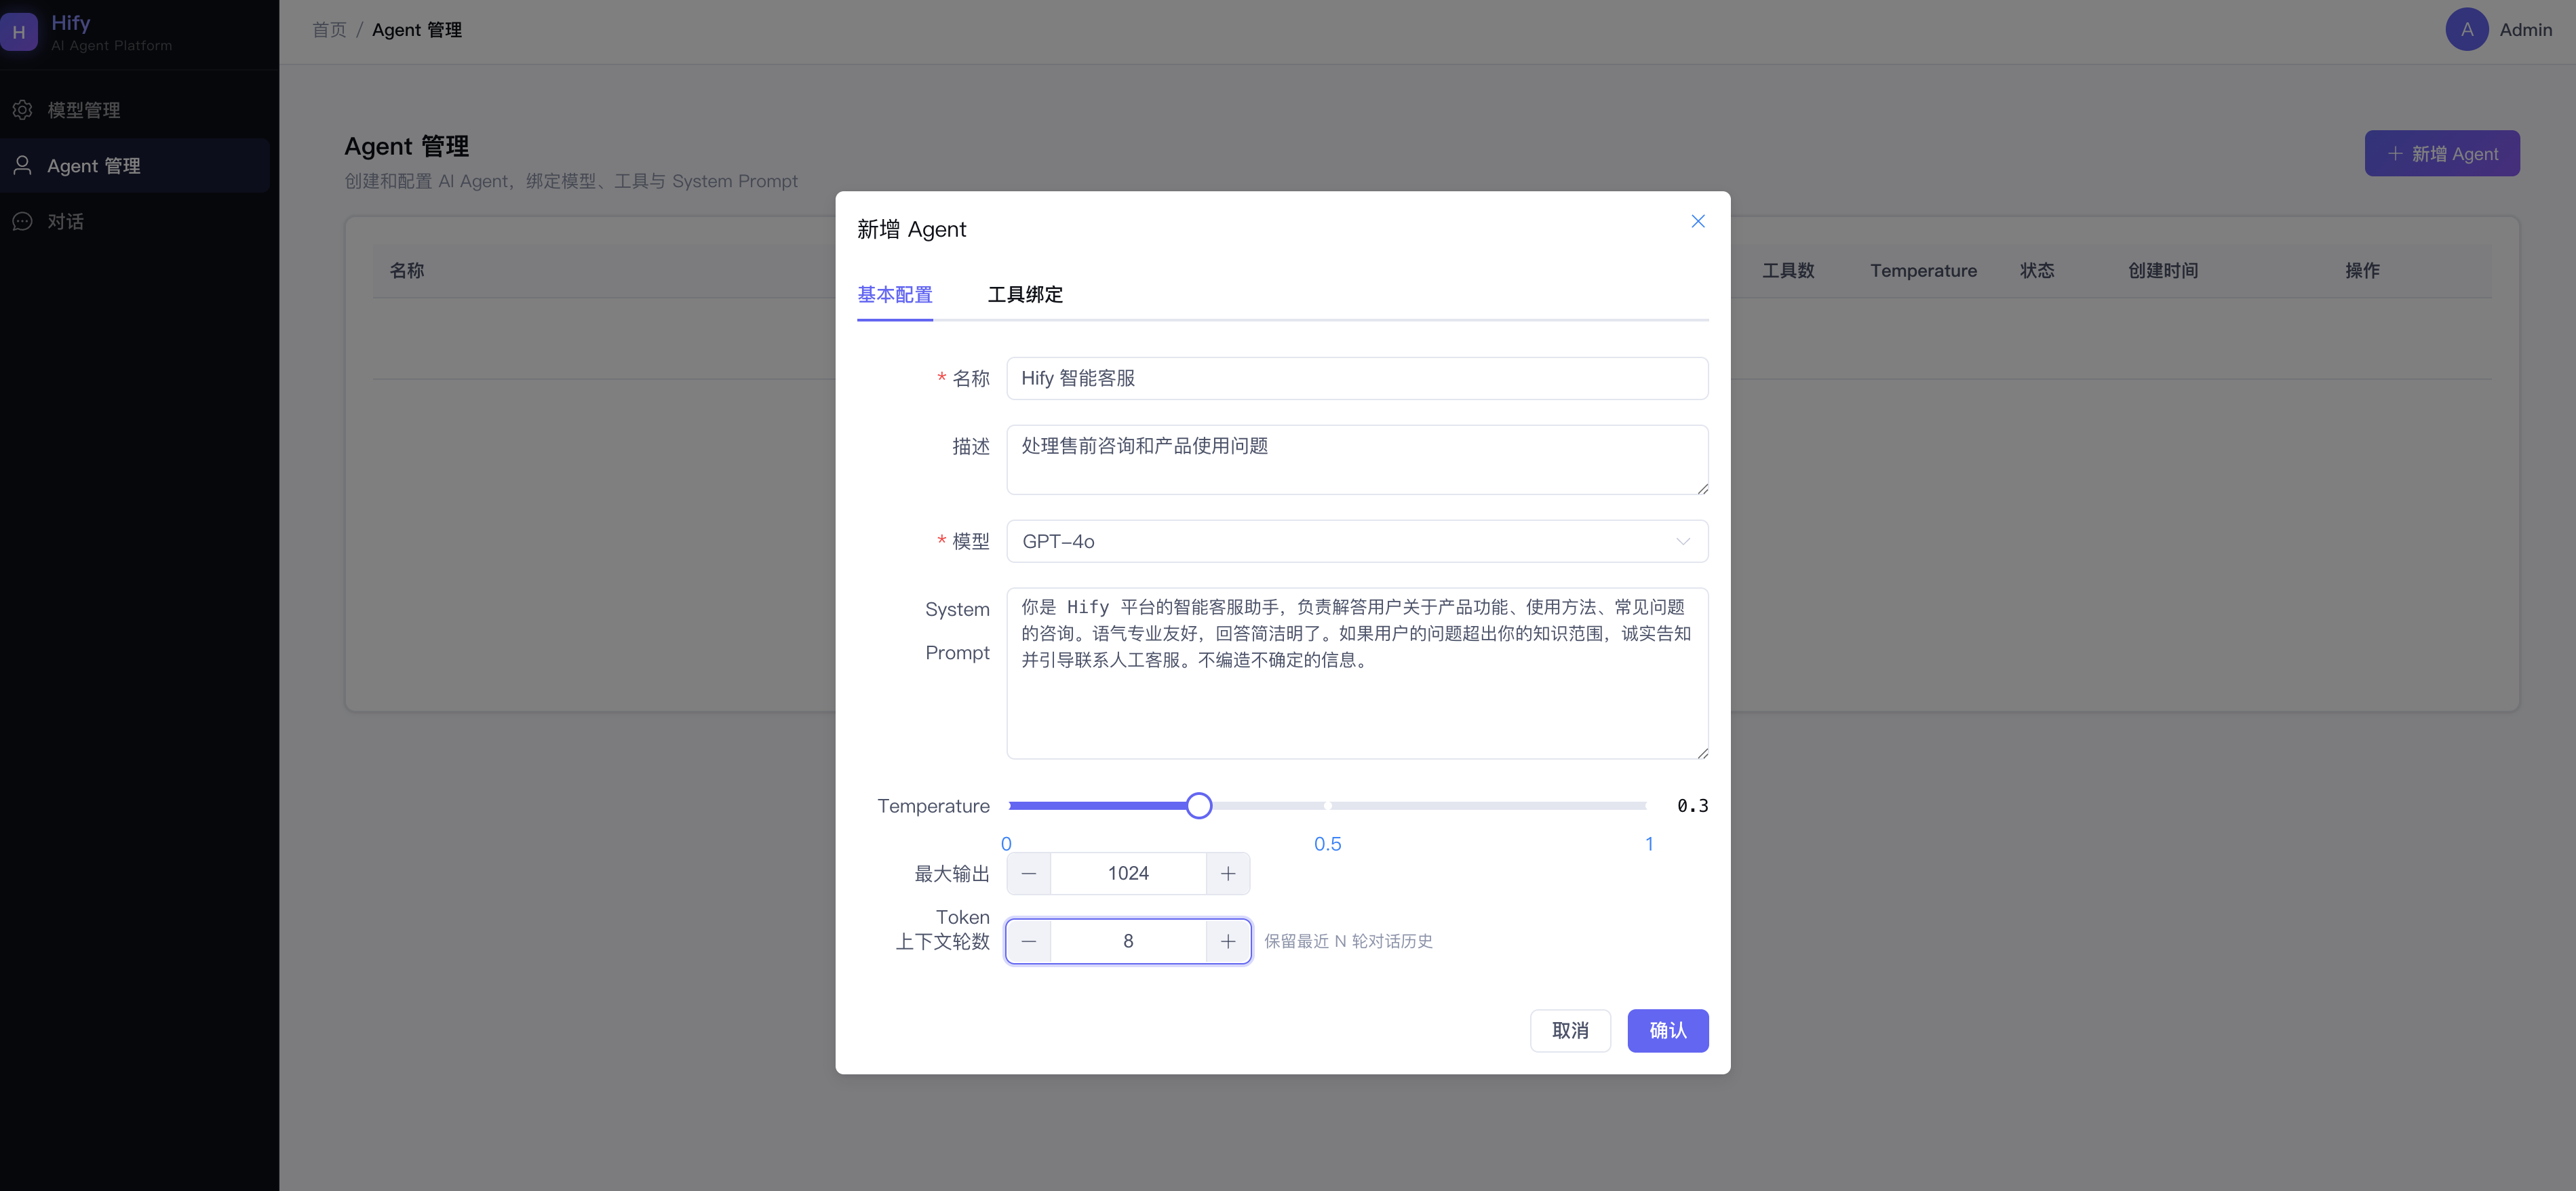 H
Hify
AI Agent Platform
模型管理
Agent 管理
对话
首页 / Agent 管理
A Admin
Agent 管理
创建和配置 AI Agent，绑定模型、工具与 System Prompt
+ 新增 Agent
名称
工具数 Temperature 状态 创建时间 操作
新增 Agent
基本配置 工具绑定
* 名称 Hify 智能客服
描述 处理售前咨询和产品使用问题
* 模型 GPT-4o
System Prompt
你是 Hify 平台的智能客服助手，负责解答用户关于产品功能、使用方法、常见问题
的咨询。语气专业友好，回答简洁明了。如果用户的问题超出你的知识范围，诚实告知
并引导联系人工客服。不编造不确定的信息。
Temperature 0.3
0 0.5 1
最大输出 Token
1024
上下文轮数 8 保留最近 N 轮对话历史
取消 确认